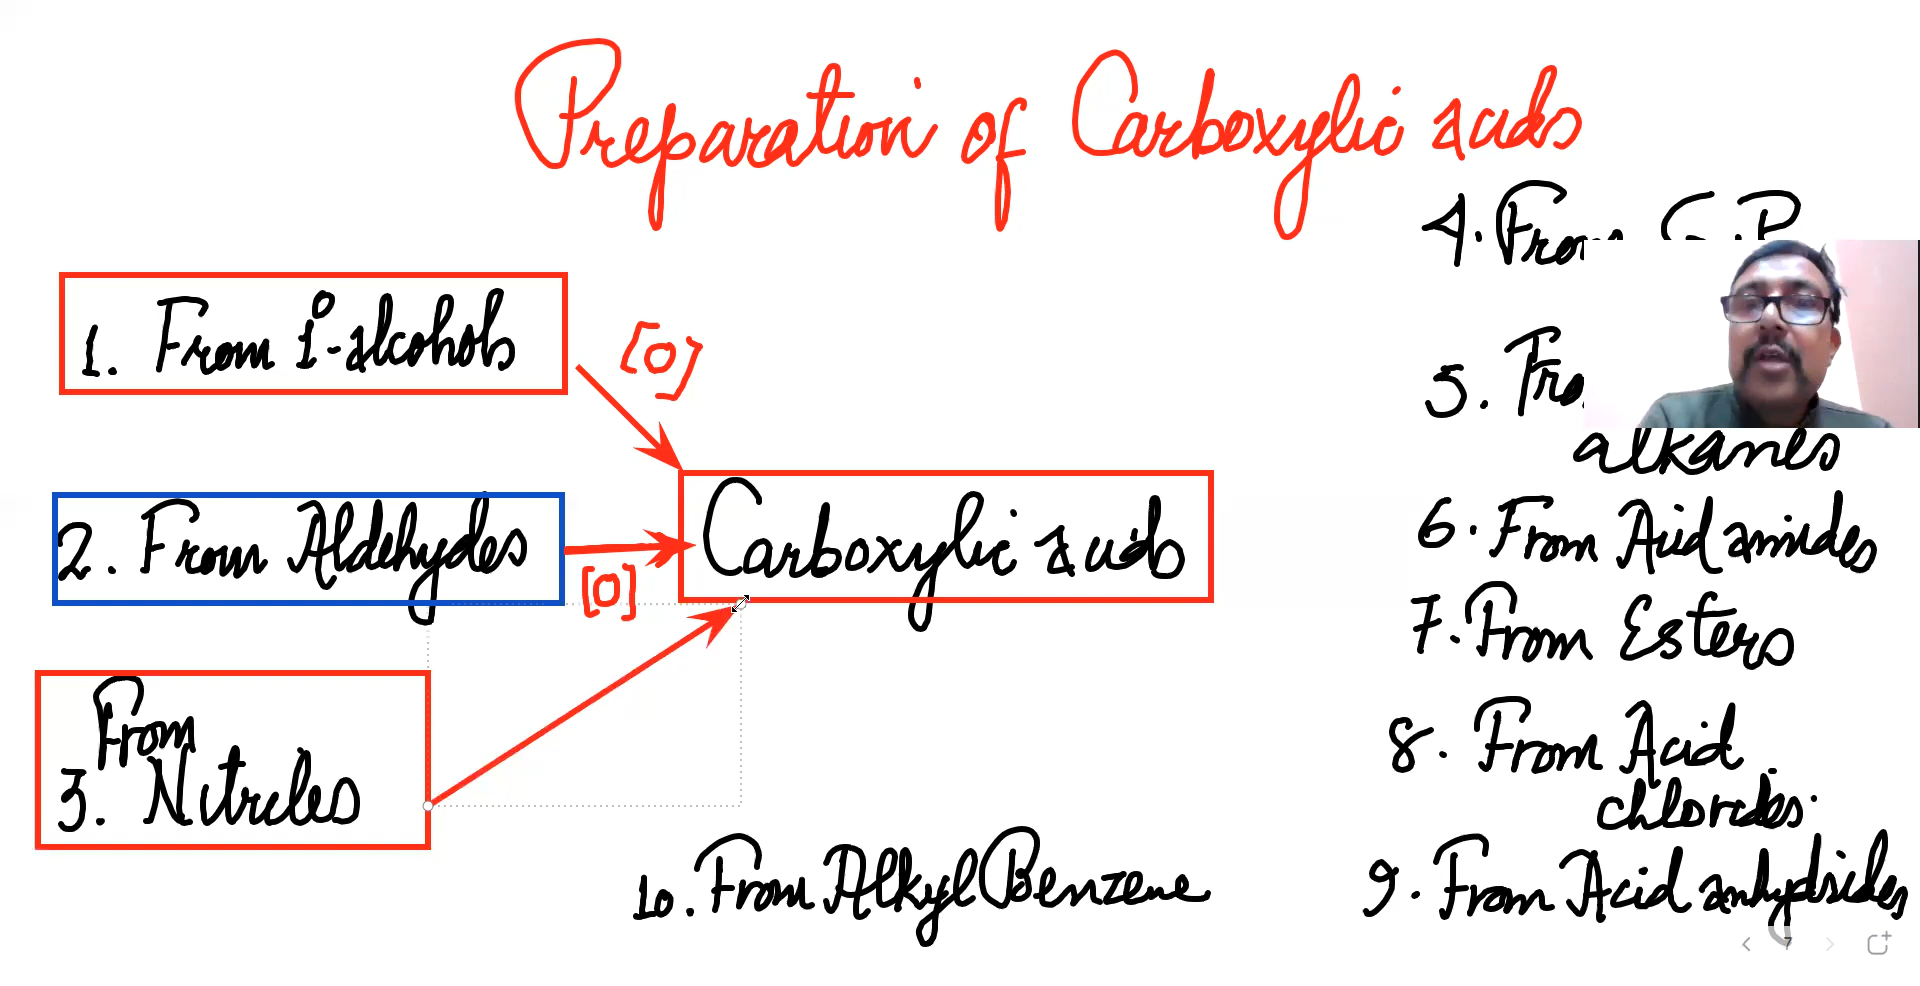 Preparation of Carboxylic acids
1. From 1°-alcohols
[O]
2. From Aldehydes
[O]
Carboxylic acids
From
3. Nitriles
4. From
5.
alkanes
6. From Acid amides
7. From Esters
8. From Acid
chlorides.
9. From Acid anhydrides
10. From Alkyl Benzene
7